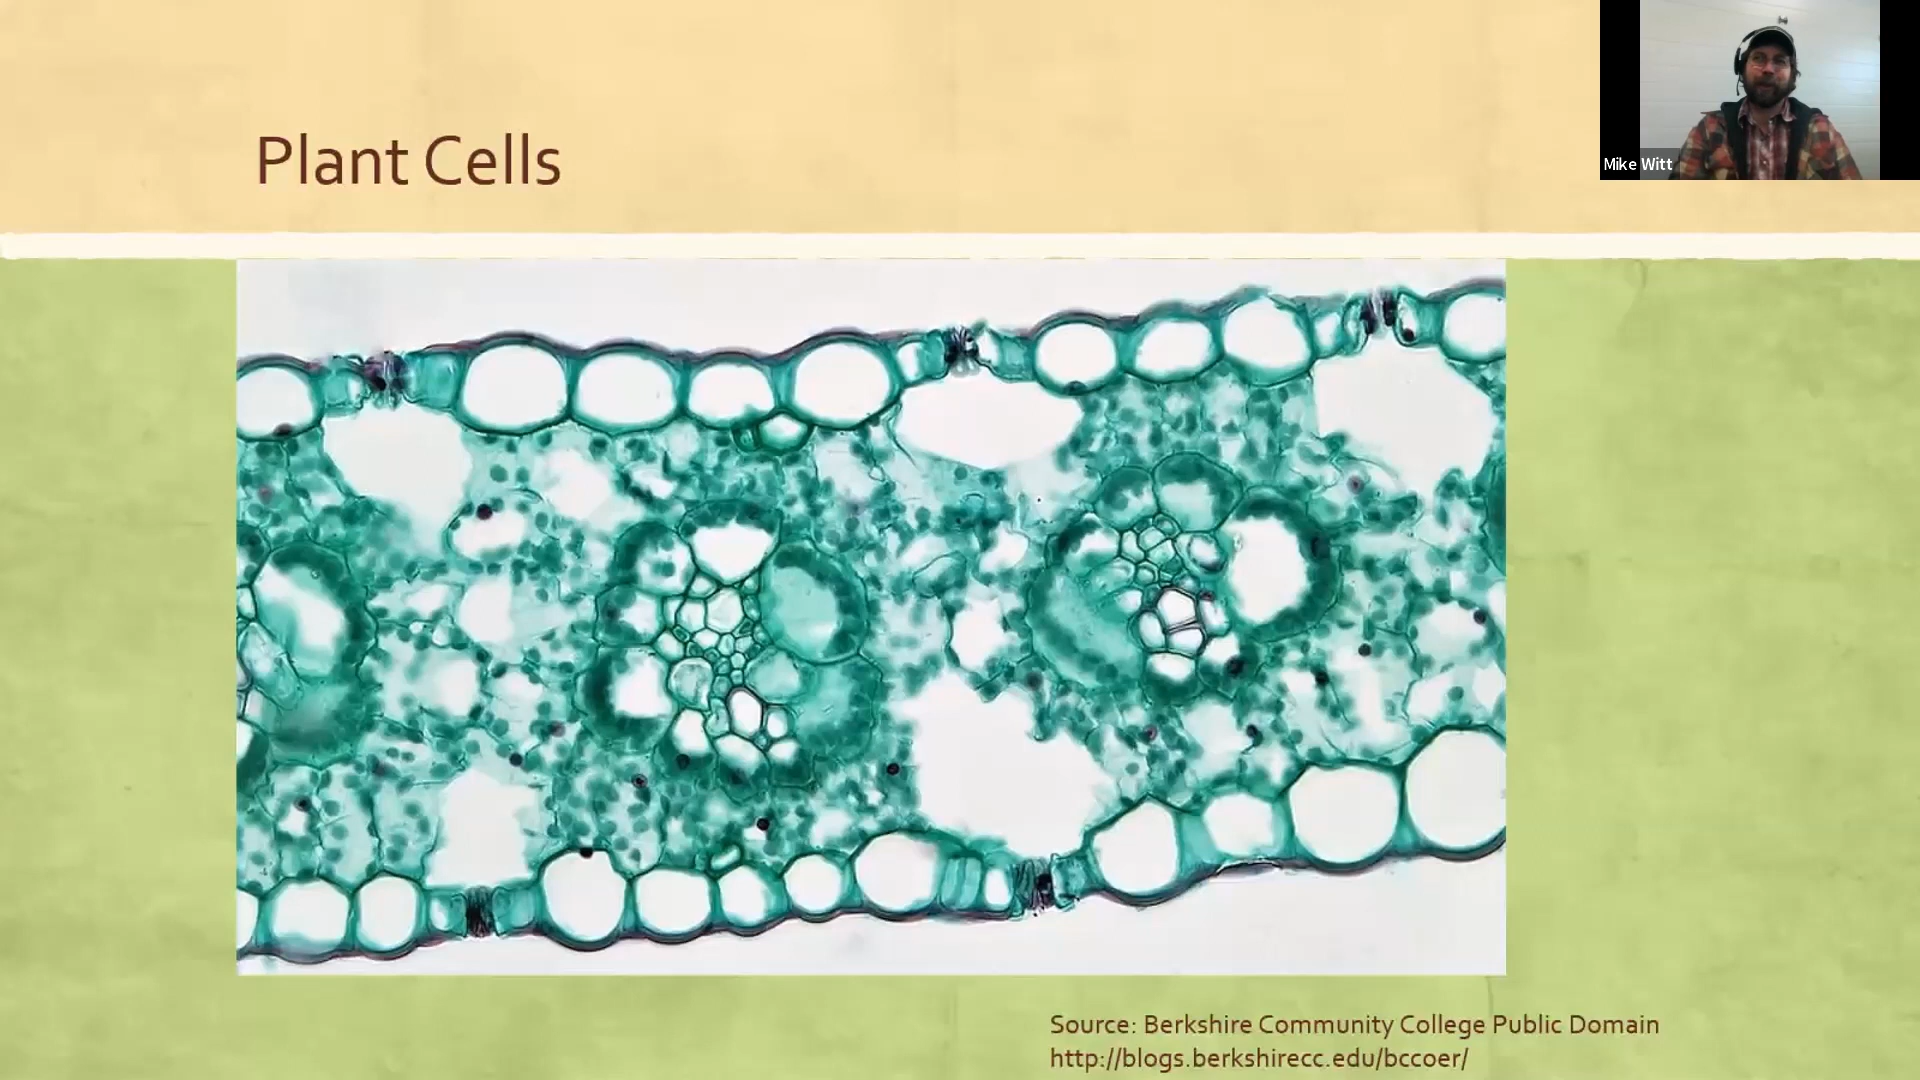 Plant Cells
Mike Witt
Source: Berkshire Community College Public Domain
http://blogs.berkshirecc.edu/bccoer/